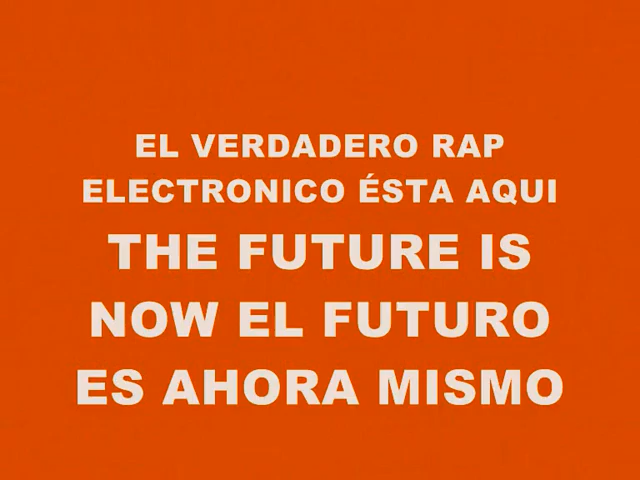 EL VERDADERO RAP
ELECTRONICO ÉSTA AQUI
THE FUTURE IS
NOW EL FUTURO
ES AHORA MISMO